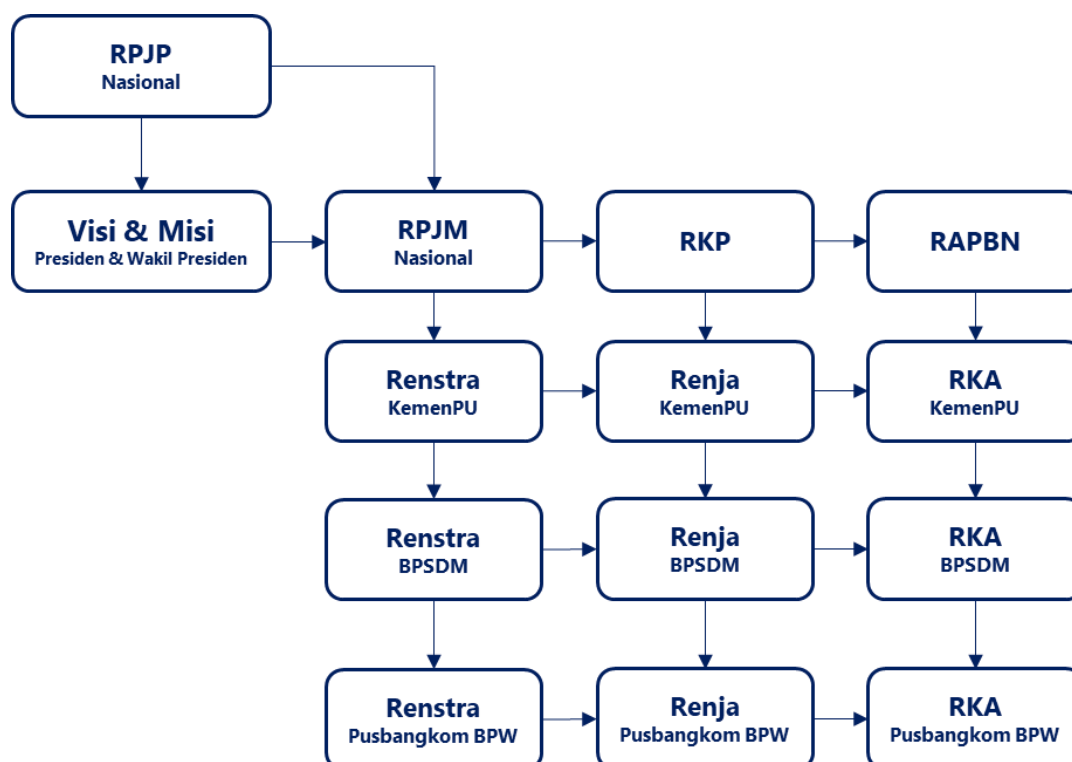 RPJP
Nasional
Visi & Misi
Presiden & Wakil Presiden
RPJM
Nasional
RKP
RAPBN
Renstra
KemenPU
Renja
KemenPU
RKA
KemenPU
Renstra
BPSDM
Renja
BPSDM
RKA
BPSDM
Renstra
Pusbangkom BPW
Renja
Pusbangkom BPW
RKA
Pusbangkom BPW